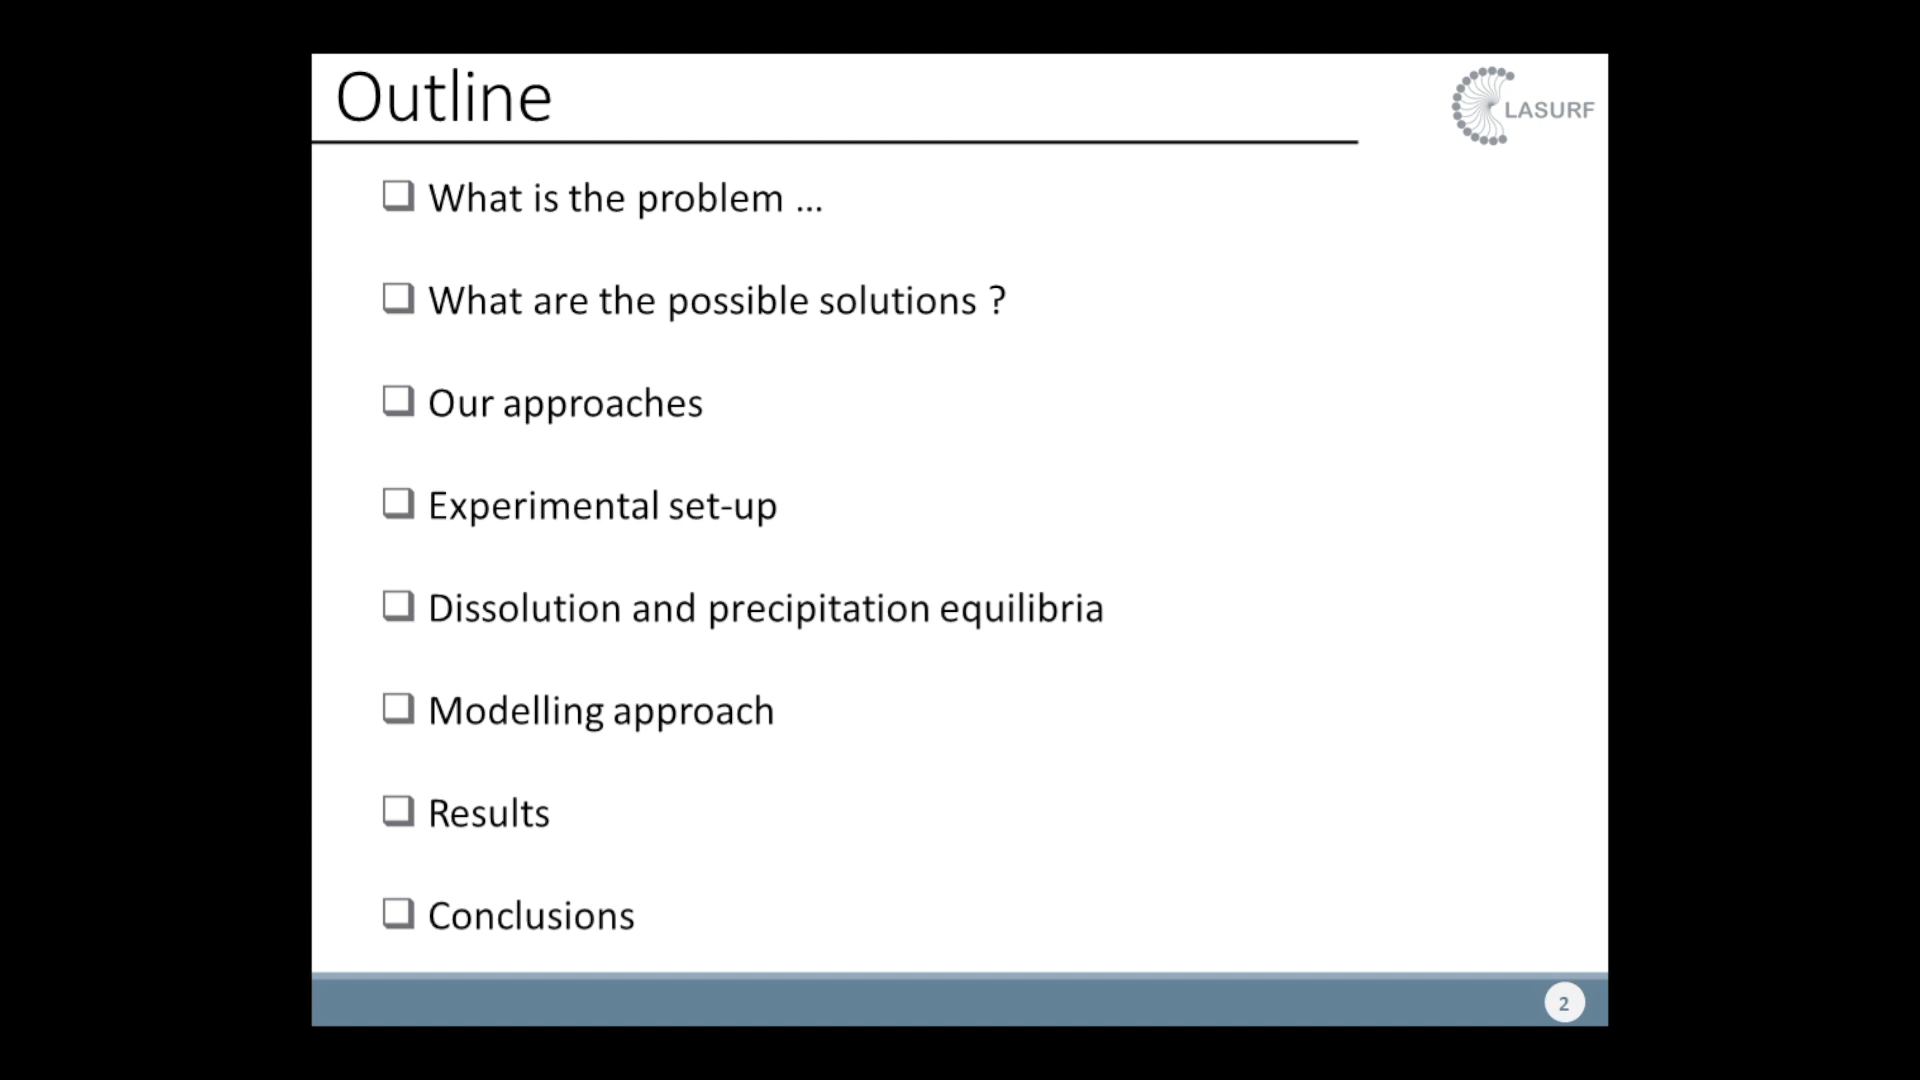 Outline
LASURF
What is the problem ...
What are the possible solutions ?
Our approaches
Experimental set-up
Dissolution and precipitation equilibria
Modelling approach
Results
Conclusions
2